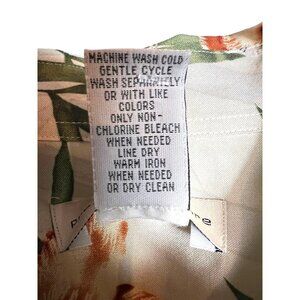 MACHINE WASH COLD
GENTLE CYCLE
WASH SEPARATELY
OR WITH LIKE
COLORS
ONLY NON-
CHLORINE BLEACH
WHEN NEEDED
LINE DRY
WARM IRON
WHEN NEEDED
OR DRY CLEAN